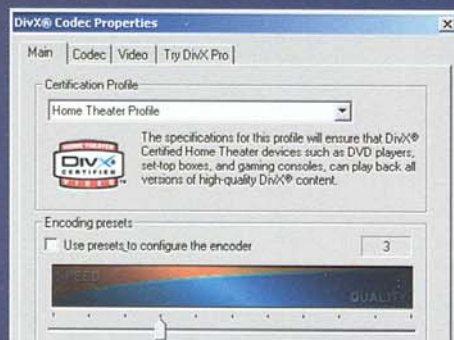 DivX® Codec Properties
Main Codec Video Try DivX Pro
Certification Profile
Home Theater Profile
The specifications for this profile will ensure that DivX®
Certified Home Theater devices such as DVD players,
set-top boxes, and gaming consoles, can play back all
versions of high-quality DivX® content.
HOME THEATER
DivX
CERTIFIED
VIDEO™
Encoding presets
Use presets to configure the encoder 3
SPEED
QUALITY